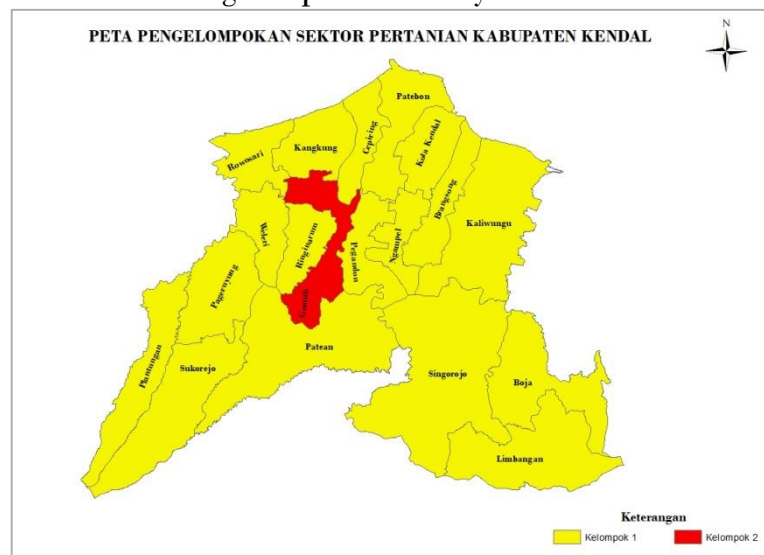 PETA PENGELOMPOKAN SEKTOR PERTANIAN KABUPATEN KENDAL
N
Patebon
Cepiring
Kota Kendal
Kangkung
Rowosari
Brangsong
Kaliwungu
Weleri
Ringinarum
Pegandon
Ngampel
Pageruyung
Gemuh
Patean
Plantungan
Sukorejo
Singorojo
Boja
Limbangan
Keterangan
Kelompok 1
Kelompok 2